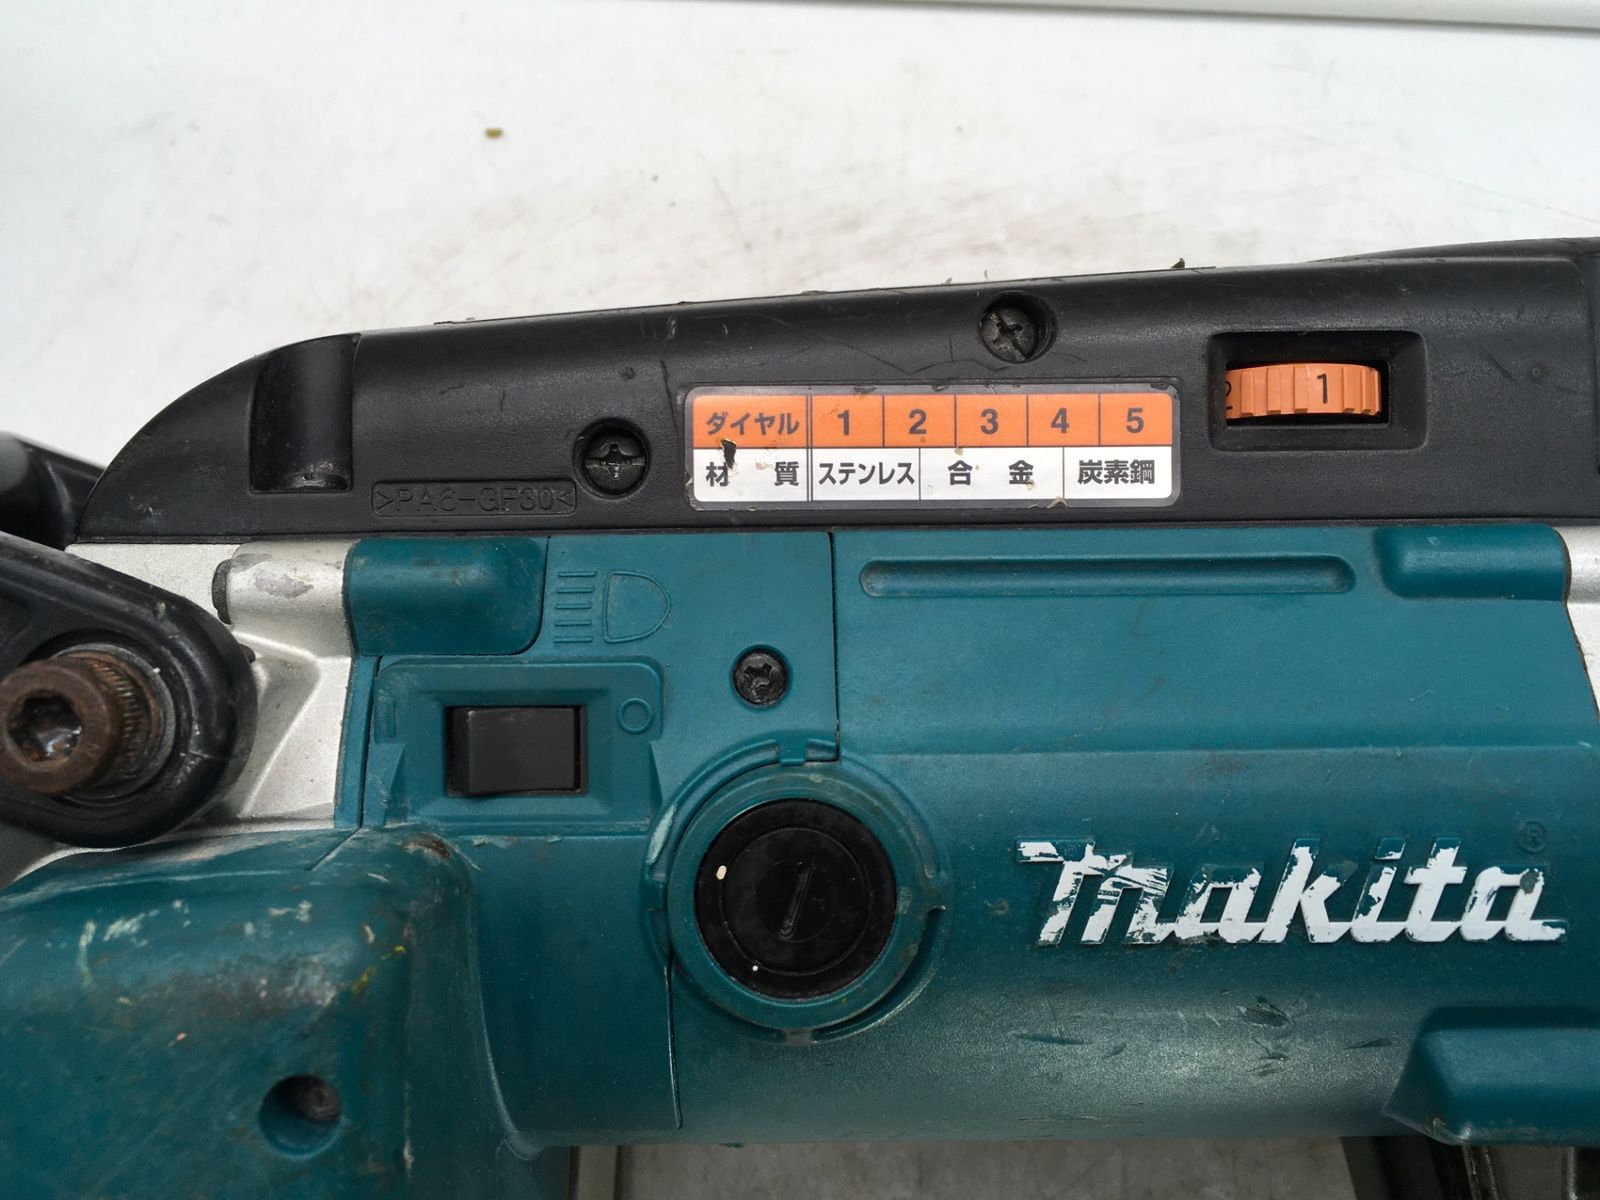 2 1
ダイヤル 1 2 3 4 5
材質 ステンレス 合金 炭素鋼
>PA6-GF30<
Makita®